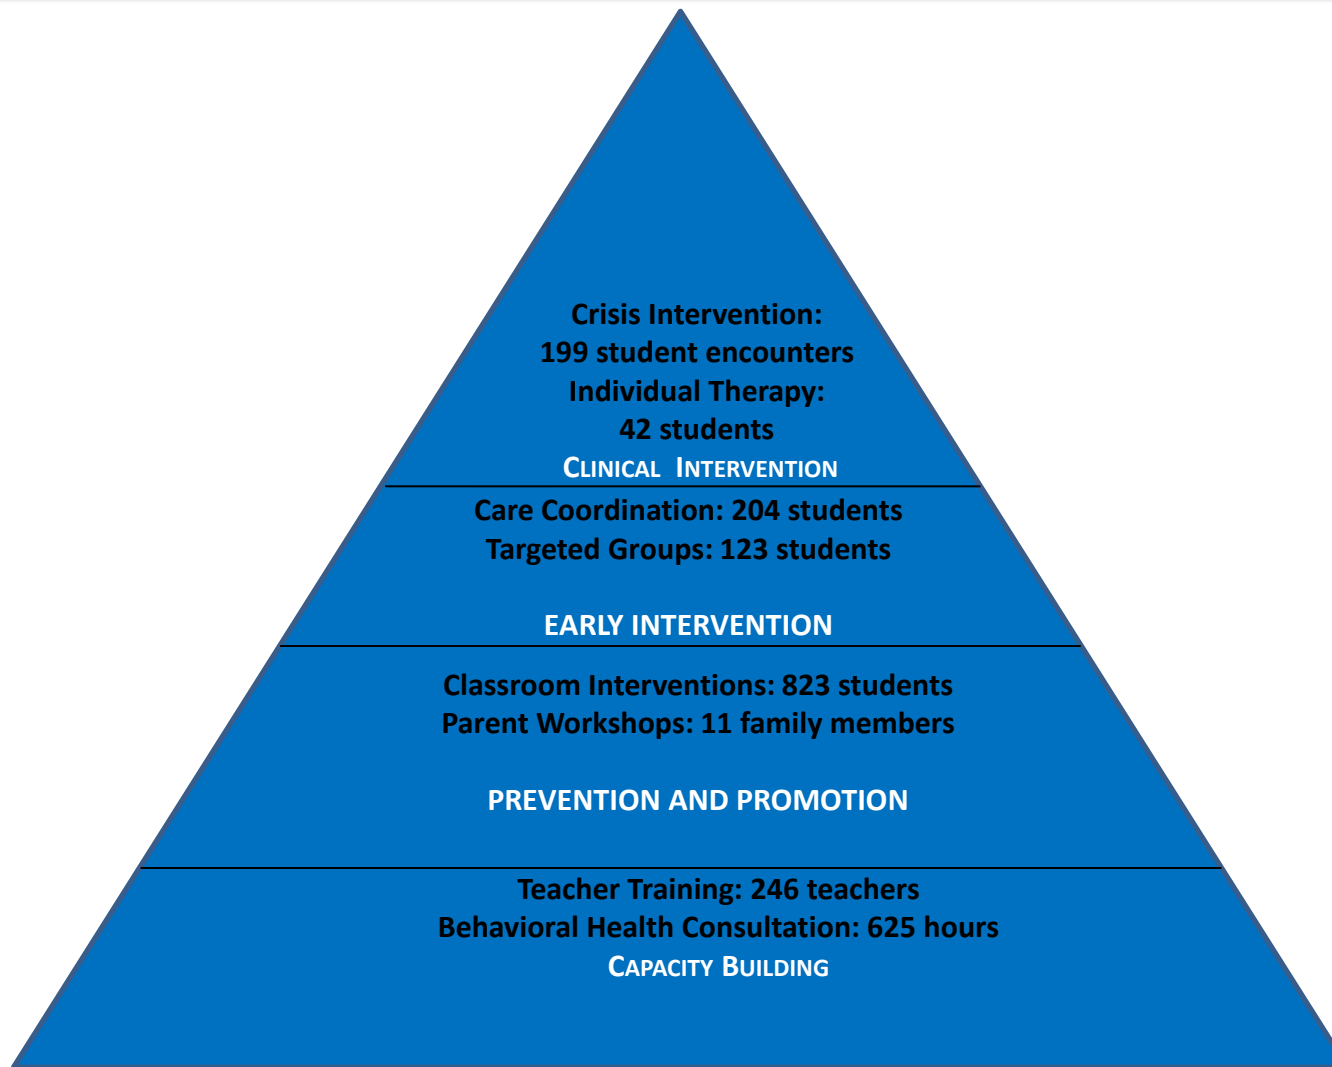 Crisis Intervention:
199 student encounters
Individual Therapy:
42 students
CLINICAL INTERVENTION
Care Coordination: 204 students
Targeted Groups: 123 students
EARLY INTERVENTION
Classroom Interventions: 823 students
Parent Workshops: 11 family members
PREVENTION AND PROMOTION
Teacher Training: 246 teachers
Behavioral Health Consultation: 625 hours
CAPACITY BUILDING